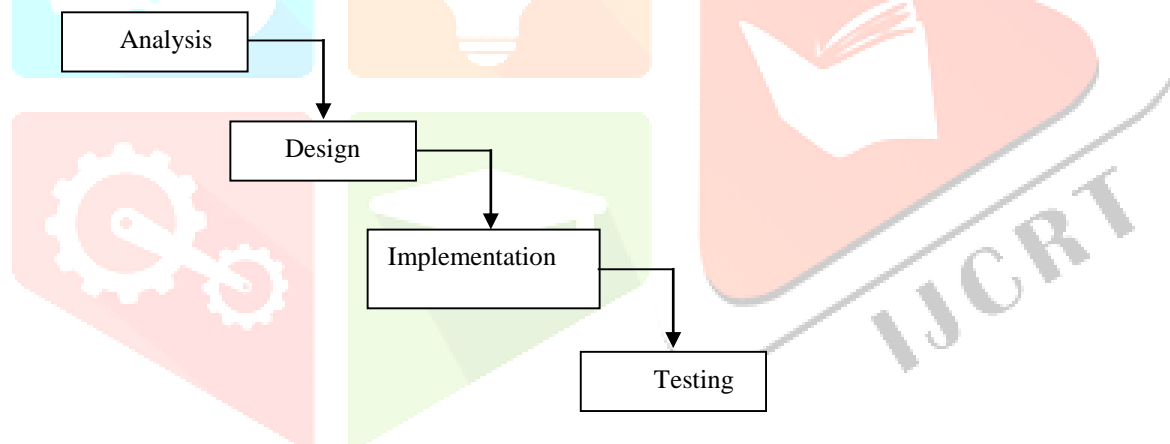 Analysis
Design
Implementation
Testing
IJCRT